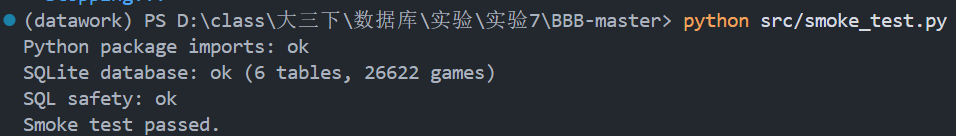 (datawork) PS D:\class\大三下\数据库\实验\实验7\BBB-master> python src/smoke_test.py
Python package imports: ok
SQLite database: ok (6 tables, 26622 games)
SQL safety: ok
Smoke test passed.